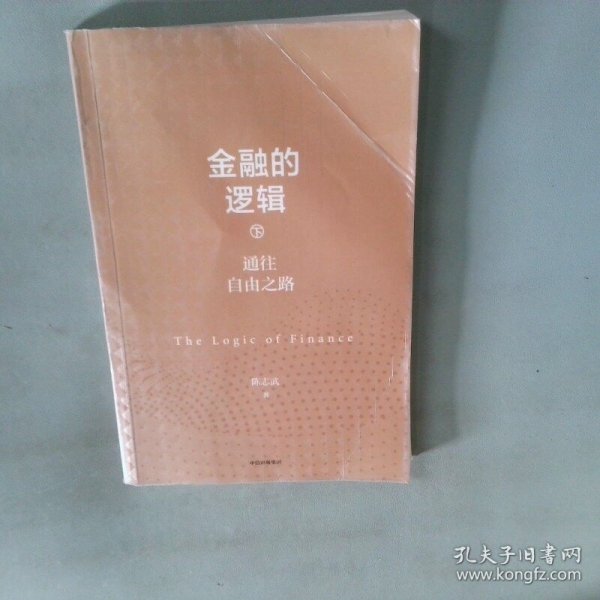 金融的
逻辑
下
通往
自由之路
The Logic of Finance
陈志武
著
中信出版集团
孔夫子旧书网
www.kongfz.com